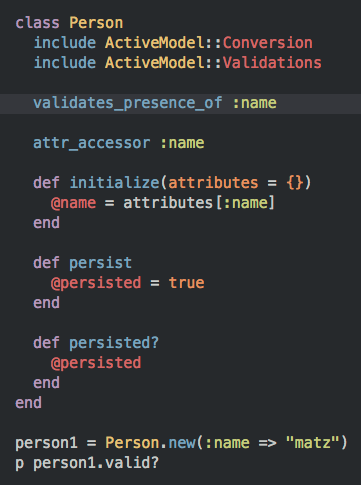 class Person
  include ActiveModel::Conversion
  include ActiveModel::Validations

  validates_presence_of :name

  attr_accessor :name

  def initialize(attributes = {})
    @name = attributes[:name]
  end

  def persist
    @persisted = true
  end

  def persisted?
    @persisted
  end
end

person1 = Person.new(:name => "matz")
p person1.valid?